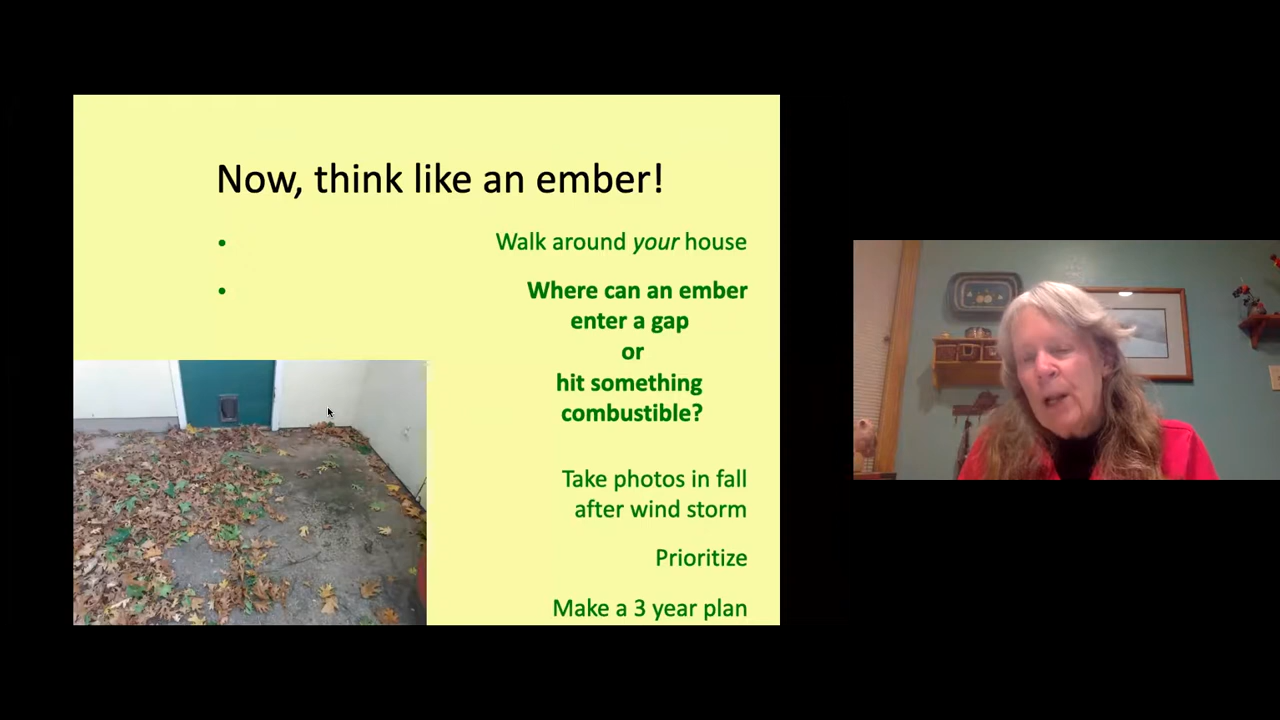 Now, think like an ember!
• Walk around your house
• Where can an ember
enter a gap
or
hit something
combustible?
Take photos in fall
after wind storm
Prioritize
Make a 3 year plan